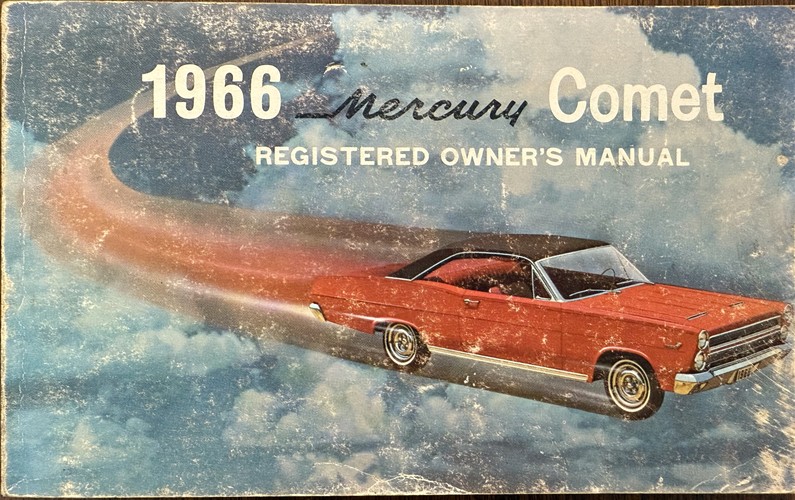 1966 Mercury Comet
REGISTERED OWNER'S MANUAL